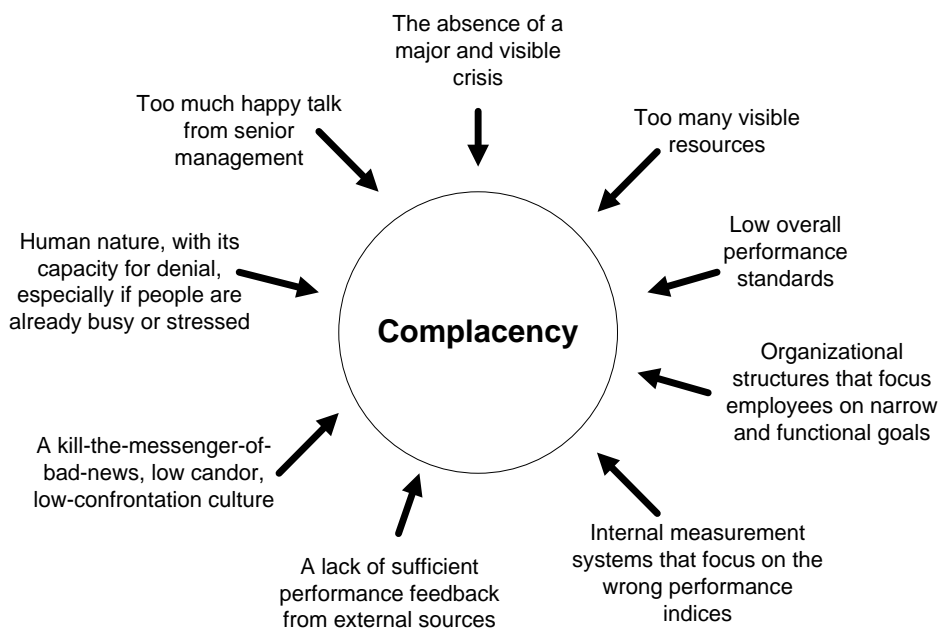 The absence of a
major and visible
crisis
Too many visible
resources
Low overall
performance
standards
Organizational
structures that focus
employees on narrow
and functional goals
Internal measurement
systems that focus on the
wrong performance
indices
A lack of sufficient
performance feedback
from external sources
A kill-the-messenger-of-
bad-news, low candor,
low-confrontation culture
Human nature, with its
capacity for denial,
especially if people are
already busy or stressed
Too much happy talk
from senior
management
Complacency